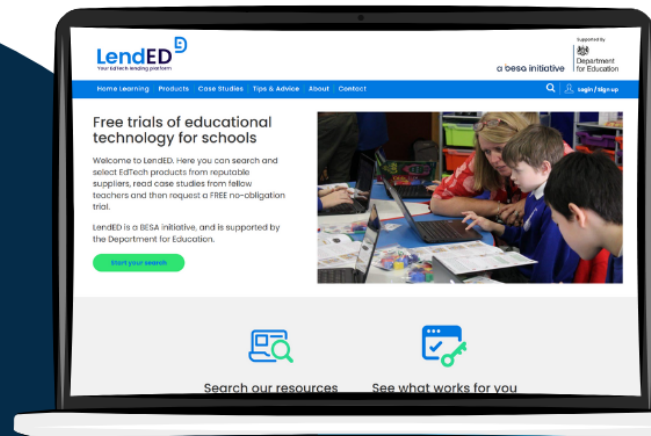 LendED
Your EdTech lending platform
a besa initiative
Supported by
Department
for Education
Home Learning
Products
Case Studies
Tips & Advice
About
Contact
Login / Sign up
Free trials of educational
technology for schools
Welcome to LendED. Here you can search and
select EdTech products from reputable
suppliers, read case studies from fellow
teachers and then request a FREE no-obligation
trial.
LendED is a BESA initiative, and is supported by
the Department for Education.
Start your search
Search our resources
See what works for you